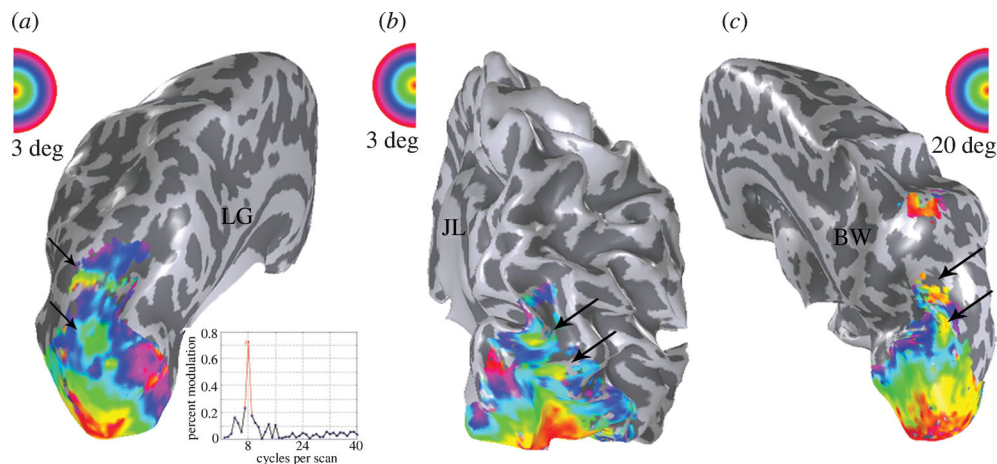 (a)
(b)
(c)
3 deg
3 deg
20 deg
LG
JL
BW
percent modulation
0.8
0.6
0.4
0.2
0
8
24
40
cycles per scan